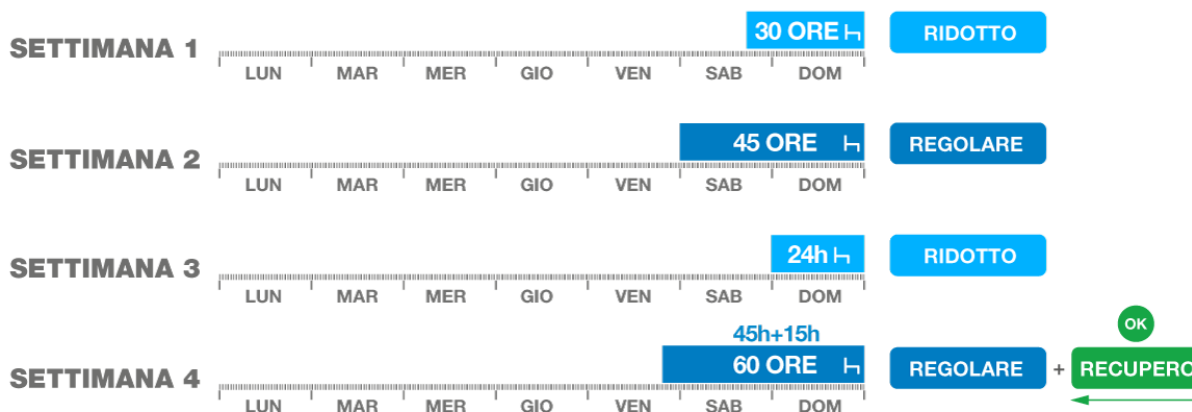 30 ORE
RIDOTTO
SETTIMANA 1
LUN MAR MER GIO VEN SAB DOM
45 ORE
REGOLARE
SETTIMANA 2
LUN MAR MER GIO VEN SAB DOM
24h
RIDOTTO
SETTIMANA 3
LUN MAR MER GIO VEN SAB DOM
45h+15h
OK
60 ORE
REGOLARE + RECUPERO
SETTIMANA 4
LUN MAR MER GIO VEN SAB DOM